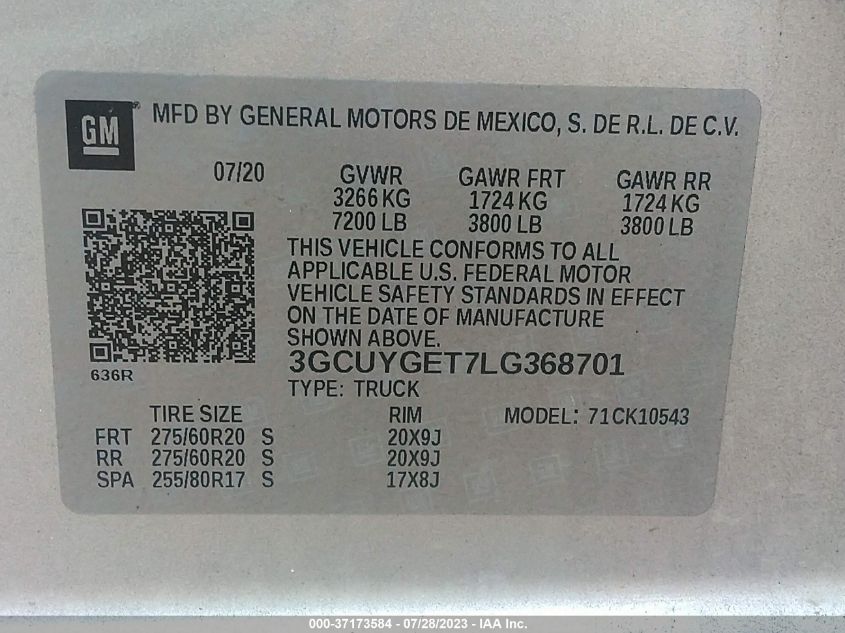 GM ® MFD BY GENERAL MOTORS DE MEXICO, S. DE R.L. DE C.V.
07/20 GVWR GAWR FRT GAWR RR
3266 KG 1724 KG 1724 KG
7200 LB 3800 LB 3800 LB
THIS VEHICLE CONFORMS TO ALL
APPLICABLE U.S. FEDERAL MOTOR
VEHICLE SAFETY STANDARDS IN EFFECT
ON THE DATE OF MANUFACTURE
SHOWN ABOVE.
3GCUYGET7LG368701
636R
TYPE: TRUCK
TIRE SIZE RIM MODEL: 71CK10543
FRT 275/60R20 S 20X9J
RR 275/60R20 S 20X9J
SPA 255/80R17 S 17X8J
000-37173584 - 07/28/2023 - IAA Inc.